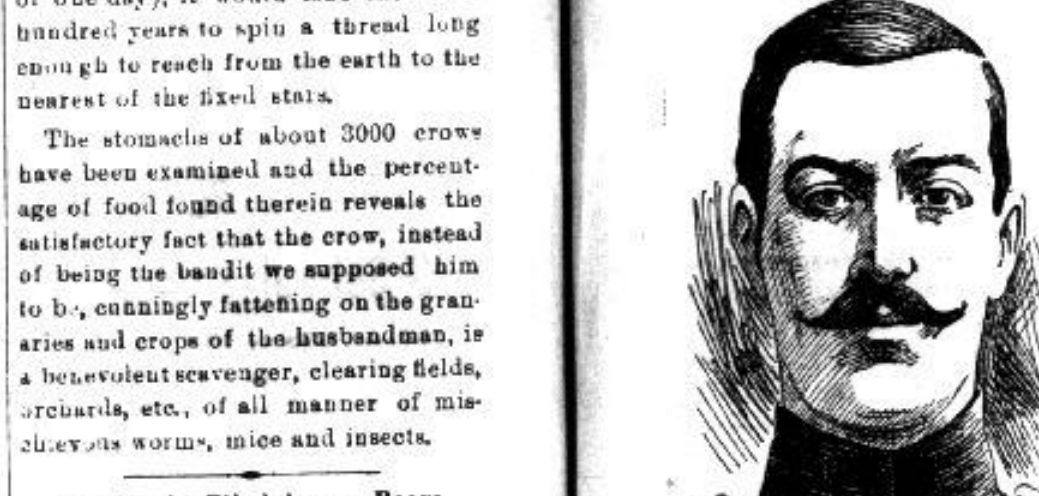 hundred years to spin a thread long
enough to reach from the earth to the
nearest of the fixed stars.
The stomachs of about 3000 crows
have been examined and the percent-
age of food found therein reveals the
satisfactory fact that the crow, instead
of being the bandit we supposed him
to be, cunningly fattening on the gran-
aries and crops of the husbandman, is
a benevolent scavenger, clearing fields,
orchards, etc., of all manner of mis-
chievous worms, mice and insects.